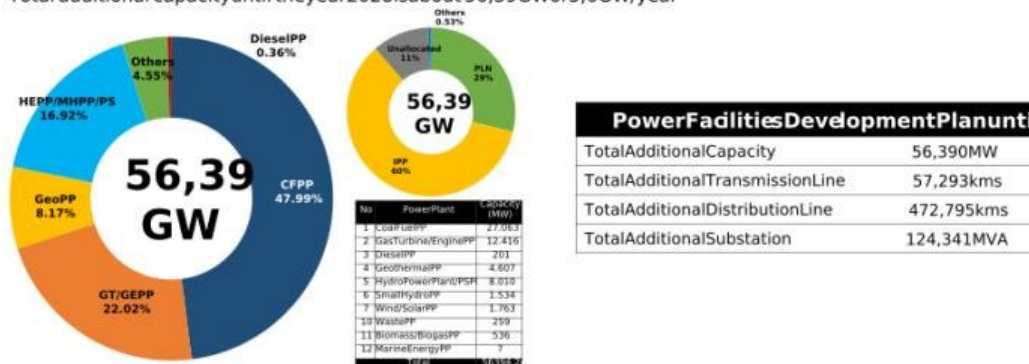 DieselPP
0.36%
Others
4.55%
HEPP/MHPP/PS
16.92%
GeoPP
8.17%
GT/GEPP
22.02%
CFPP
47.99%
56,39
GW
Others
0.53%
Unallocated
11%
PLN
29%
IPP
60%
56,39
GW
No PowerPlant Capacity (MW)
1 CoalFuelPP 27.063
2 GasTurbine/EnginePP 12.416
3 DieselPP 201
4 GeothermalPP 4.607
5 HydroPowerPlant/PSPP 8.010
6 SmallHydroPP 1.534
7 Wind/SolarPP 1.763
10 WastePP 259
11 Biomass/BiogasPP 536
12 MarineEnergyPP 7
Total
PowerFacilitiesDevelopmentPlanunti
TotalAdditionalCapacity 56,390MW
TotalAdditionalTransmissionLine 57,293kms
TotalAdditionalDistributionLine 472,795kms
TotalAdditionalSubstation 124,341MVA